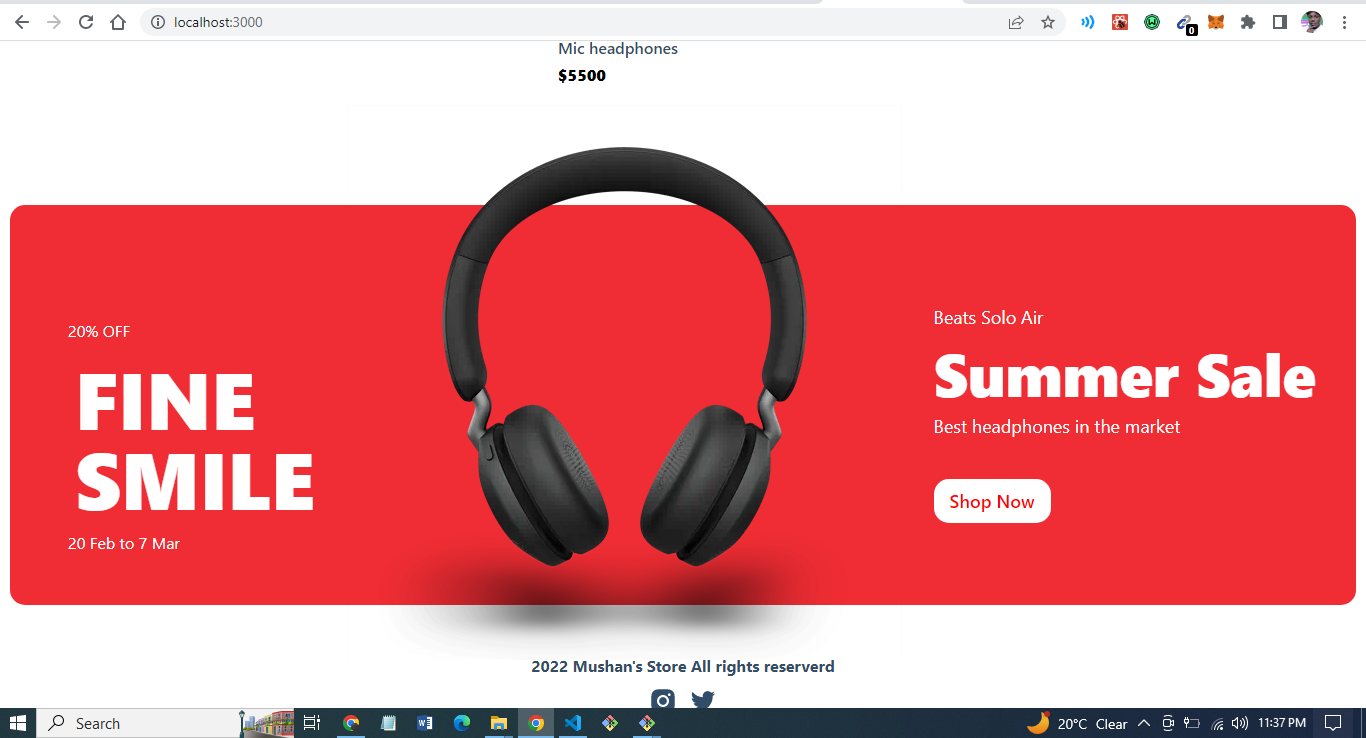 localhost:3000
0
Mic headphones
$5500
20% OFF
FINE
SMILE
20 Feb to 7 Mar
Beats Solo Air
Summer Sale
Best headphones in the market
Shop Now
2022 Mushan's Store All rights reserverd
Search
20°C Clear
11:37 PM